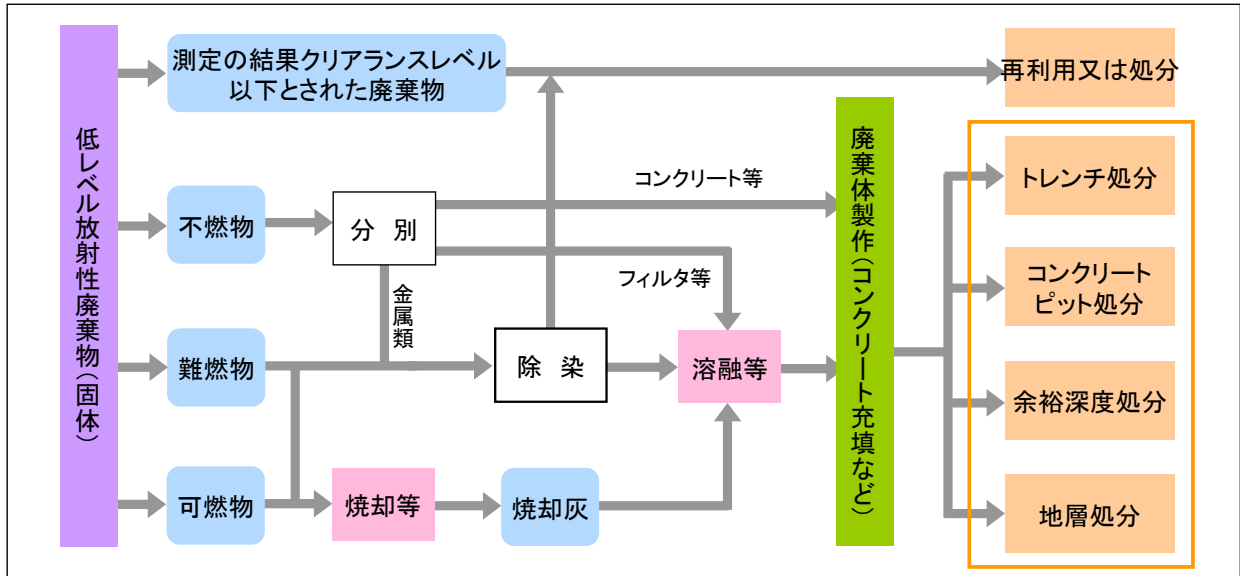 低レベル放射性廃棄物(固体)
測定の結果クリアランスレベル
以下とされた廃棄物
再利用又は処分
不燃物
分 別
コンクリート等
フィルタ等
金属類
難燃物
除 染
溶融等
可燃物
焼却等
焼却灰
廃棄体製作(コンクリート充填など)
トレンチ処分
コンクリート
ピット処分
余裕深度処分
地層処分